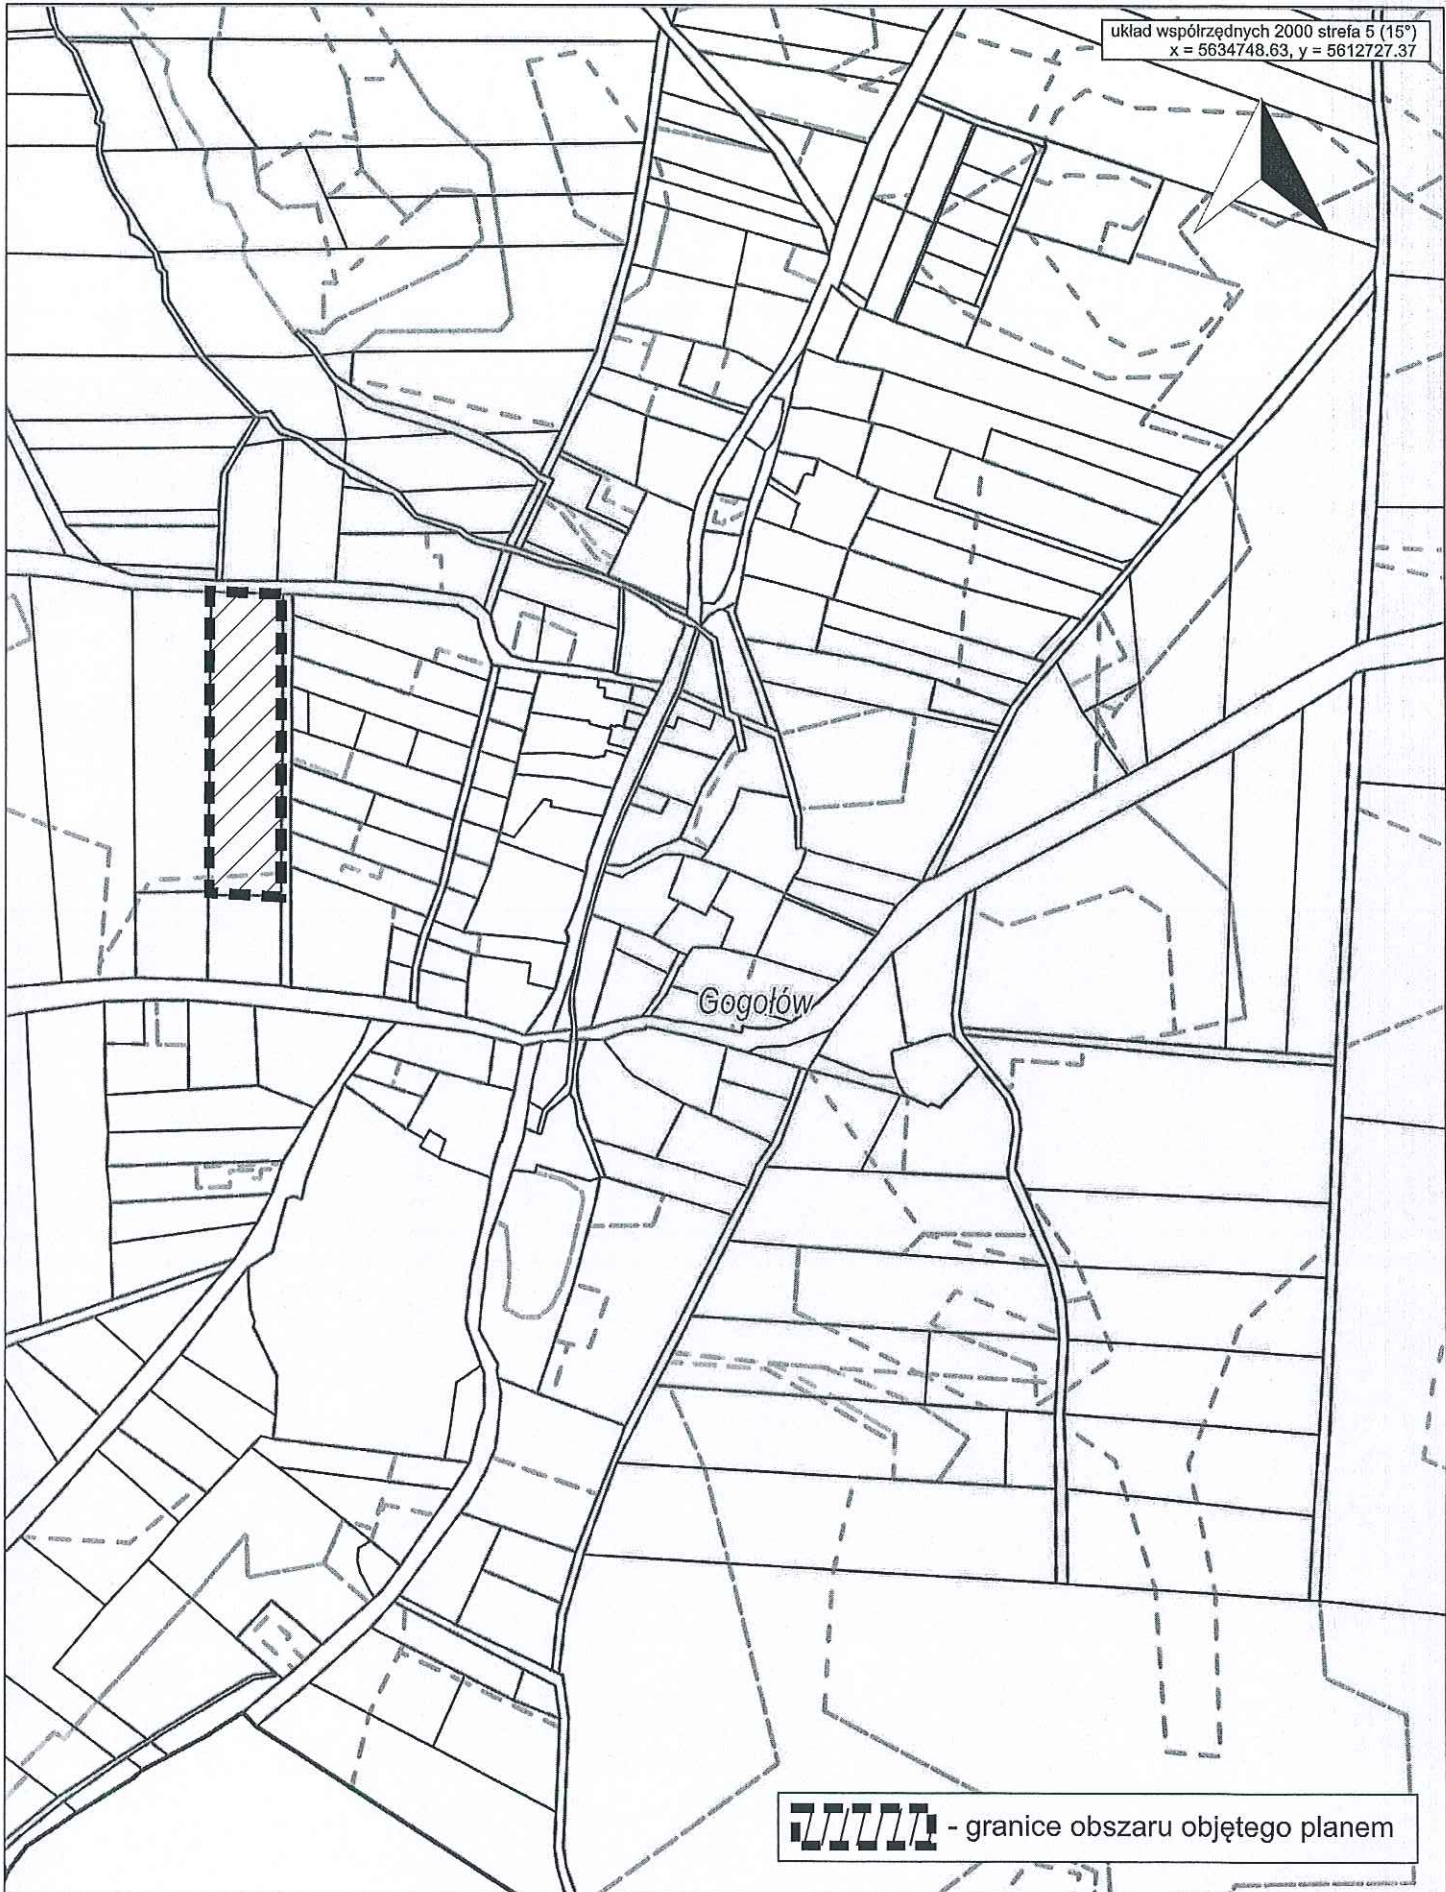 układ współrzędnych 2000 strefa 5 (15°)
x = 5634748.63, y = 5612727.37
Gogołów
- granice obszaru objętego planem